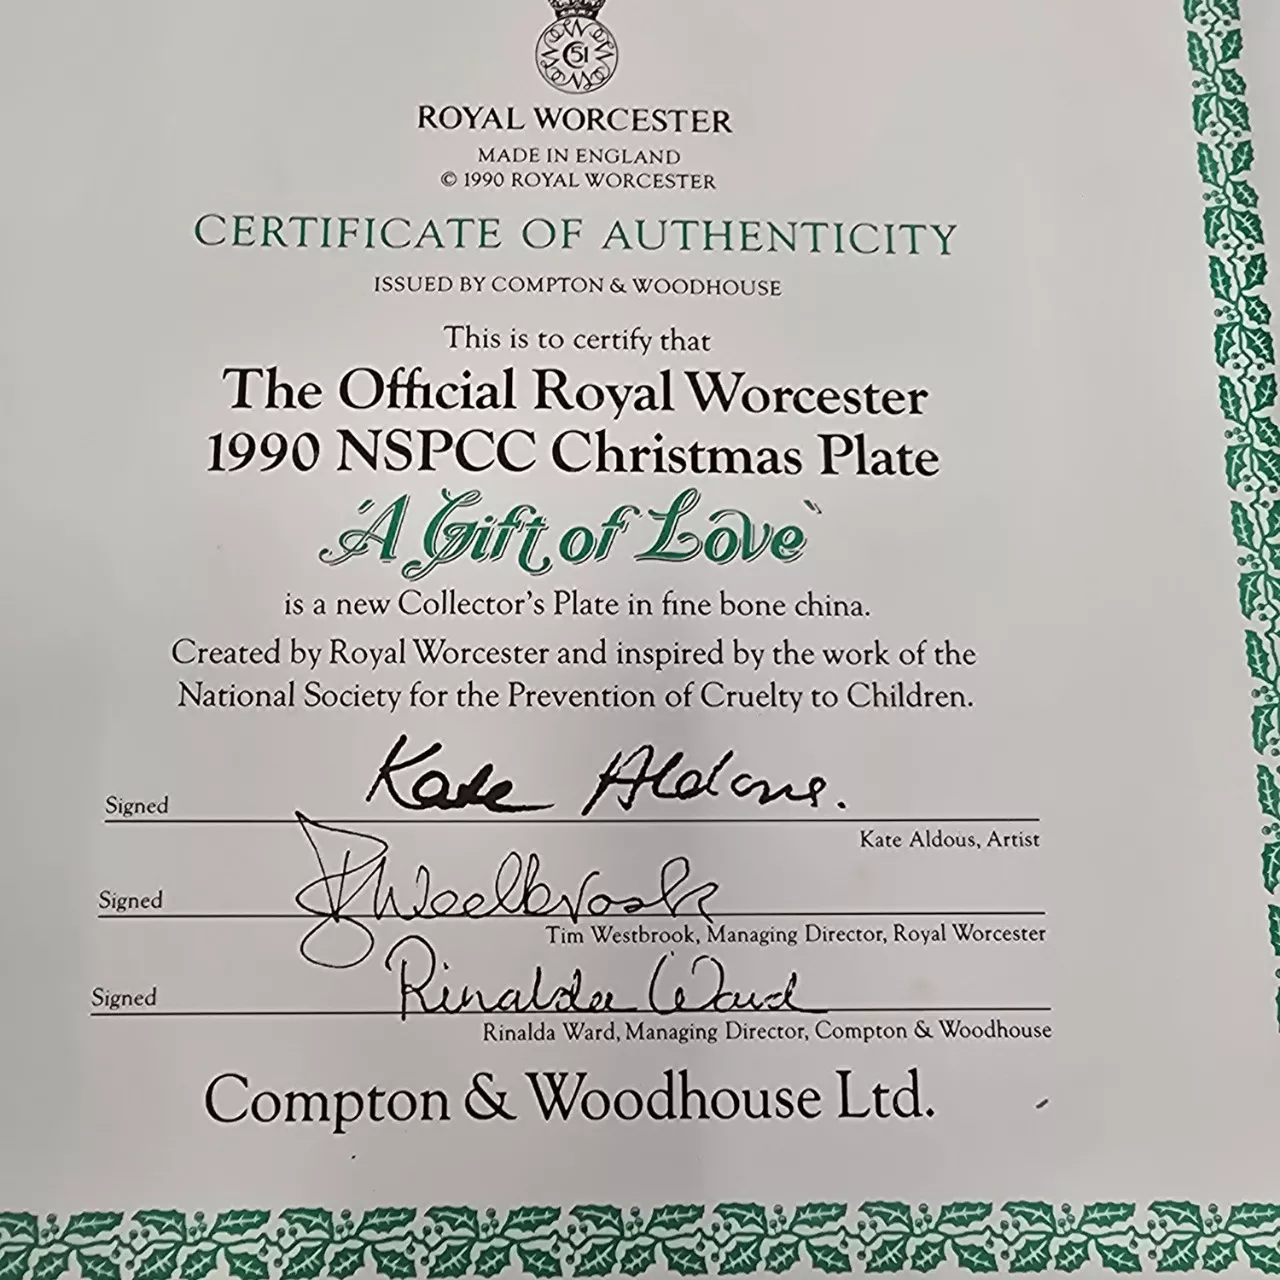 51
ROYAL WORCESTER
MADE IN ENGLAND
© 1990 ROYAL WORCESTER
CERTIFICATE OF AUTHENTICITY
ISSUED BY COMPTON & WOODHOUSE
This is to certify that
The Official Royal Worcester
1990 NSPCC Christmas Plate
'A Gift of Love'
is a new Collector's Plate in fine bone china.
Created by Royal Worcester and inspired by the work of the
National Society for the Prevention of Cruelty to Children.
Signed Kate Aldous.
Kate Aldous, Artist
Signed
Tim Westbrook, Managing Director, Royal Worcester
Signed Rinalda Ward
Rinalda Ward, Managing Director, Compton & Woodhouse
Compton & Woodhouse Ltd.